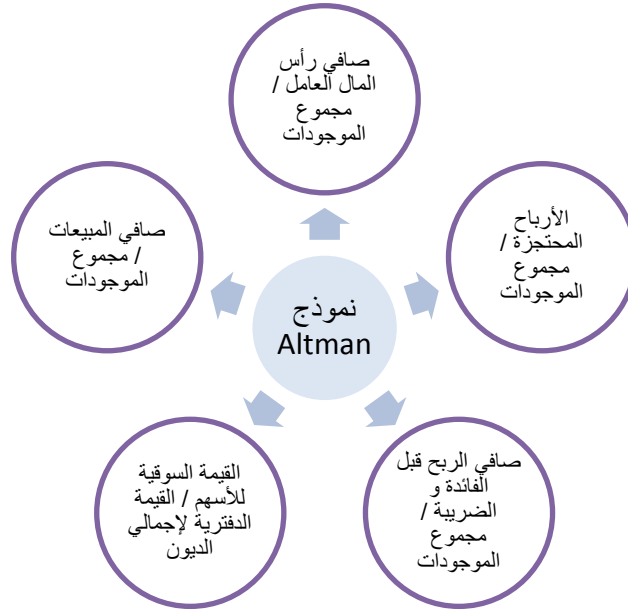 صافي رأس
المال العامل /
مجموع
الموجودات
الأرباح
المحتجزة /
مجموع
الموجودات
صافي المبيعات
/ مجموع
الموجودات
نموذج
Altman
صافي الربح قبل
الفائدة و
الضريبة /
مجموع
الموجودات
القيمة السوقية
للأسهم / القيمة
الدفترية لإجمالي
الديون